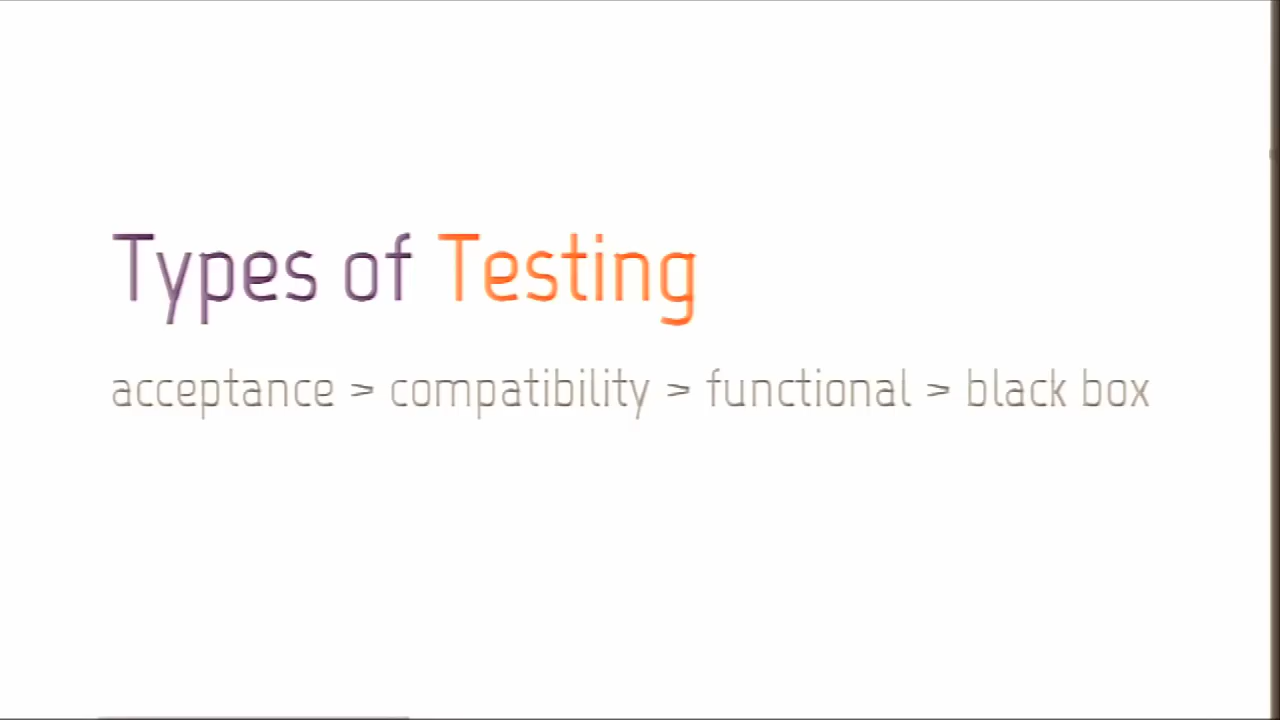 Types of Testing
acceptance > compatibility > functional > black box